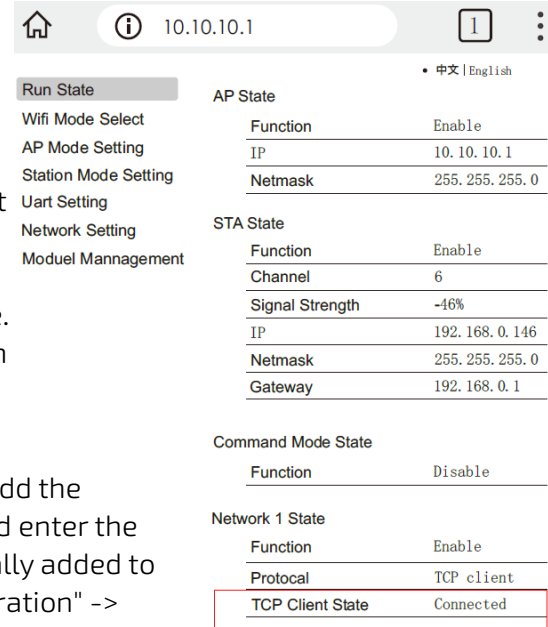 10.10.10.1
1
• 中文 | English
Run State
Wifi Mode Select
AP Mode Setting
Station Mode Setting
Uart Setting
Network Setting
Moduel Mannagement
AP State
Function Enable
IP 10.10.10.1
Netmask 255.255.255.0
STA State
Function Enable
Channel 6
Signal Strength -46%
IP 192.168.0.146
Netmask 255.255.255.0
Gateway 192.168.0.1
Command Mode State
Function Disable
Network 1 State
Function Enable
Protocal TCP client
TCP Client State Connected
dd the
d enter the
lly added to
ration" ->